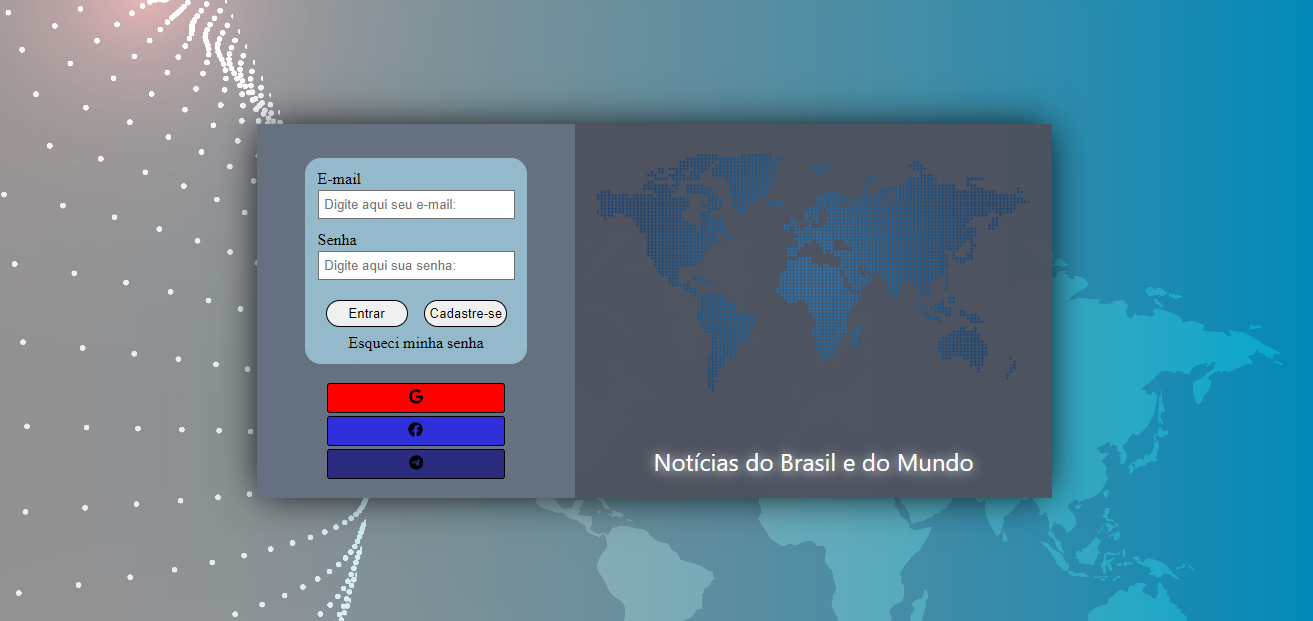 E-mail
Digite aqui seu e-mail:
Senha
Digite aqui sua senha:
Entrar Cadastre-se
Esqueci minha senha
Notícias do Brasil e do Mundo